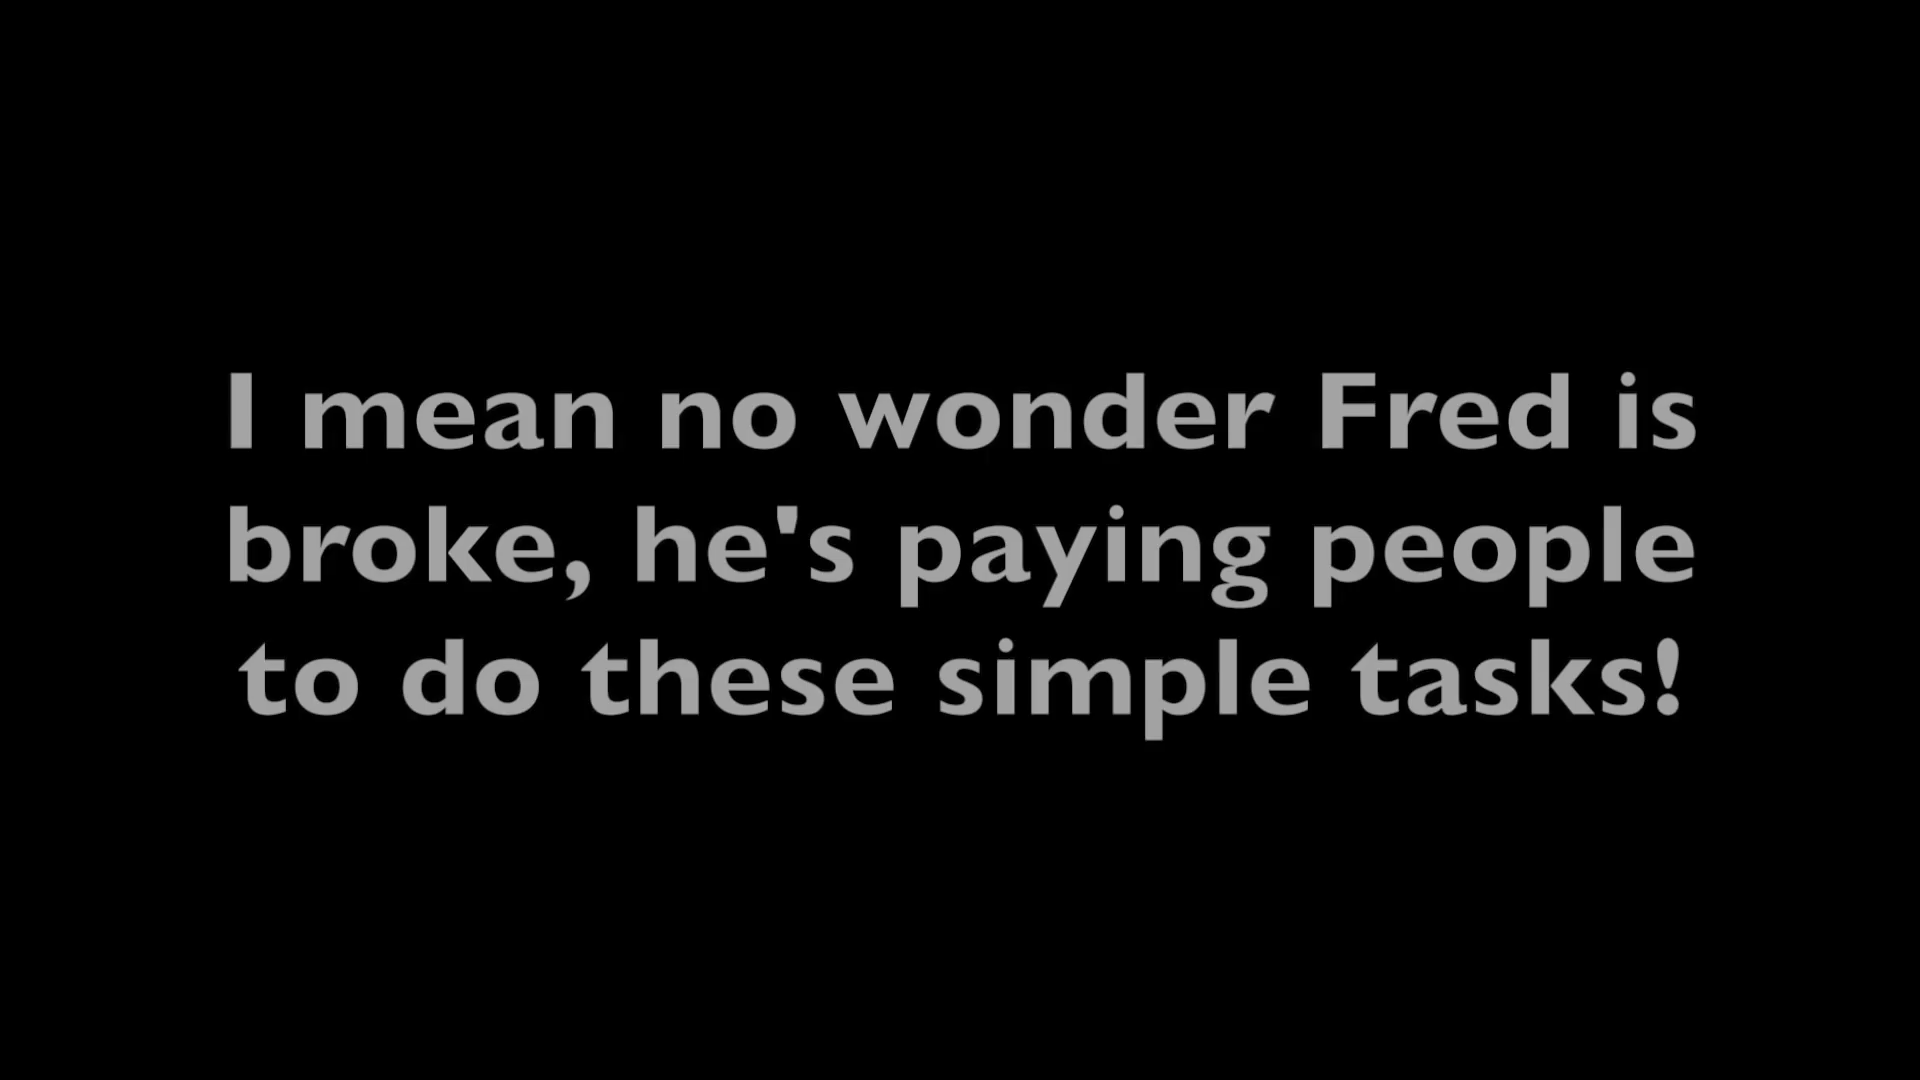 I mean no wonder Fred is
broke, he's paying people
to do these simple tasks!